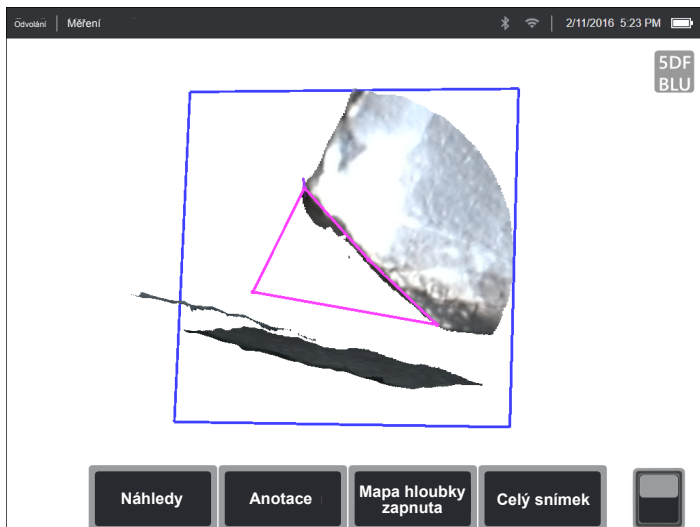 Odvolání | Měření
2/11/2016 5:23 PM
5DF
BLU
Náhledy
Anotace
Mapa hloubky
zapnuta
Celý snímek